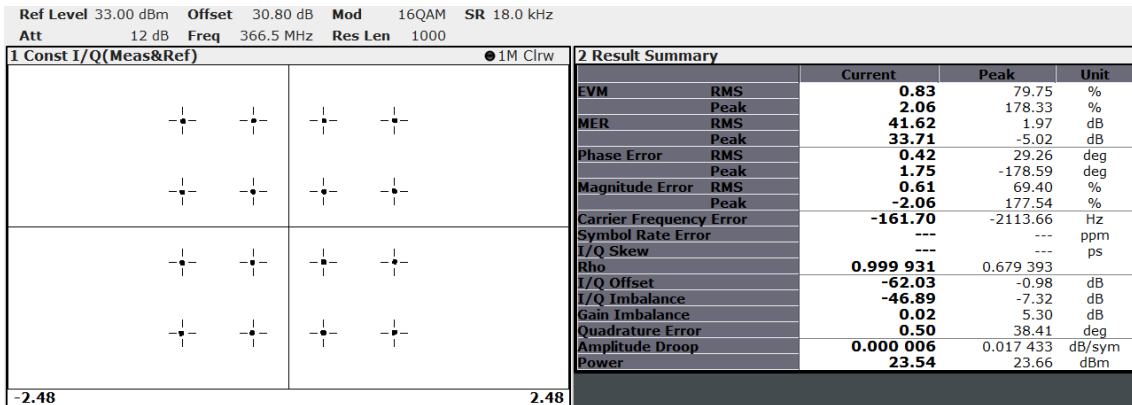 Ref Level 33.00 dBm Offset 30.80 dB Mod 16QAM SR 18.0 kHz
Att 12 dB Freq 366.5 MHz Res Len 1000
1 Const I/Q(Meas&Ref) 1M Clrw
-2.48 2.48
2 Result Summary
Current Peak Unit
EVM RMS 0.83 79.75 %
Peak 2.06 178.33 %
MER RMS 41.62 1.97 dB
Peak 33.71 -5.02 dB
Phase Error RMS 0.42 29.26 deg
Peak 1.75 -178.59 deg
Magnitude Error RMS 0.61 69.40 %
Peak -2.06 177.54 %
Carrier Frequency Error -161.70 -2113.66 Hz
Symbol Rate Error --- --- ppm
I/Q Skew --- --- ps
Rho 0.999 931 0.679 393
I/Q Offset -62.03 -0.98 dB
I/Q Imbalance -46.89 -7.32 dB
Gain Imbalance 0.02 5.30 dB
Quadrature Error 0.50 38.41 deg
Amplitude Droop 0.000 006 0.017 433 dB/sym
Power 23.54 23.66 dBm